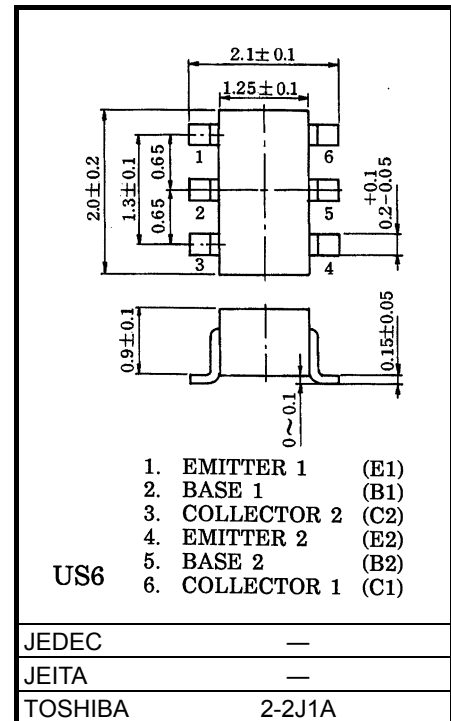 2.1±0.1
1.25±0.1
2.0±0.2
1.3±0.1
0.65
0.65
1
2
3
6
5
4
+0.1
0.2-0.05
0.9±0.1
0.15±0.05
0~0.1
1. EMITTER 1 (E1)
2. BASE 1 (B1)
3. COLLECTOR 2 (C2)
4. EMITTER 2 (E2)
5. BASE 2 (B2)
6. COLLECTOR 1 (C1)
US6
JEDEC —
JEITA —
TOSHIBA 2-2J1A